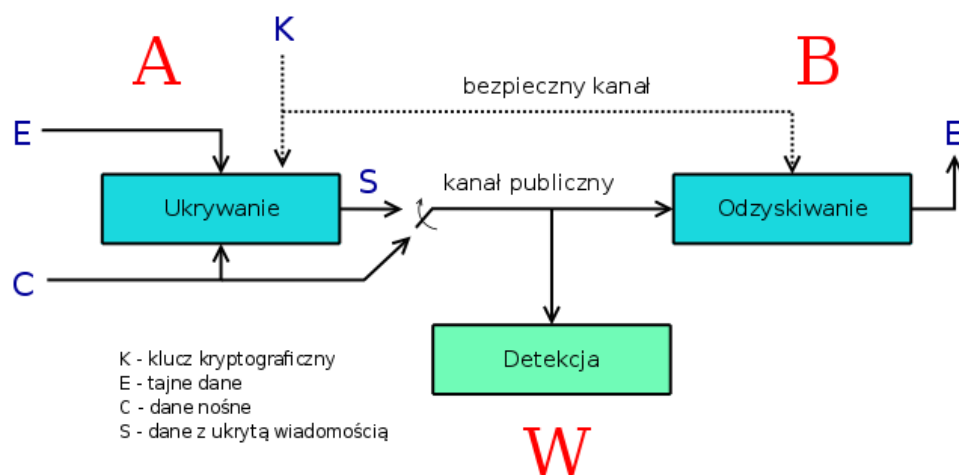 K
A
B
bezpieczny kanał
E
E
S
kanał publiczny
Ukrywanie
Odzyskiwanie
C
Detekcja
K - klucz kryptograficzny
E - tajne dane
C - dane nośne
S - dane z ukrytą wiadomością
W